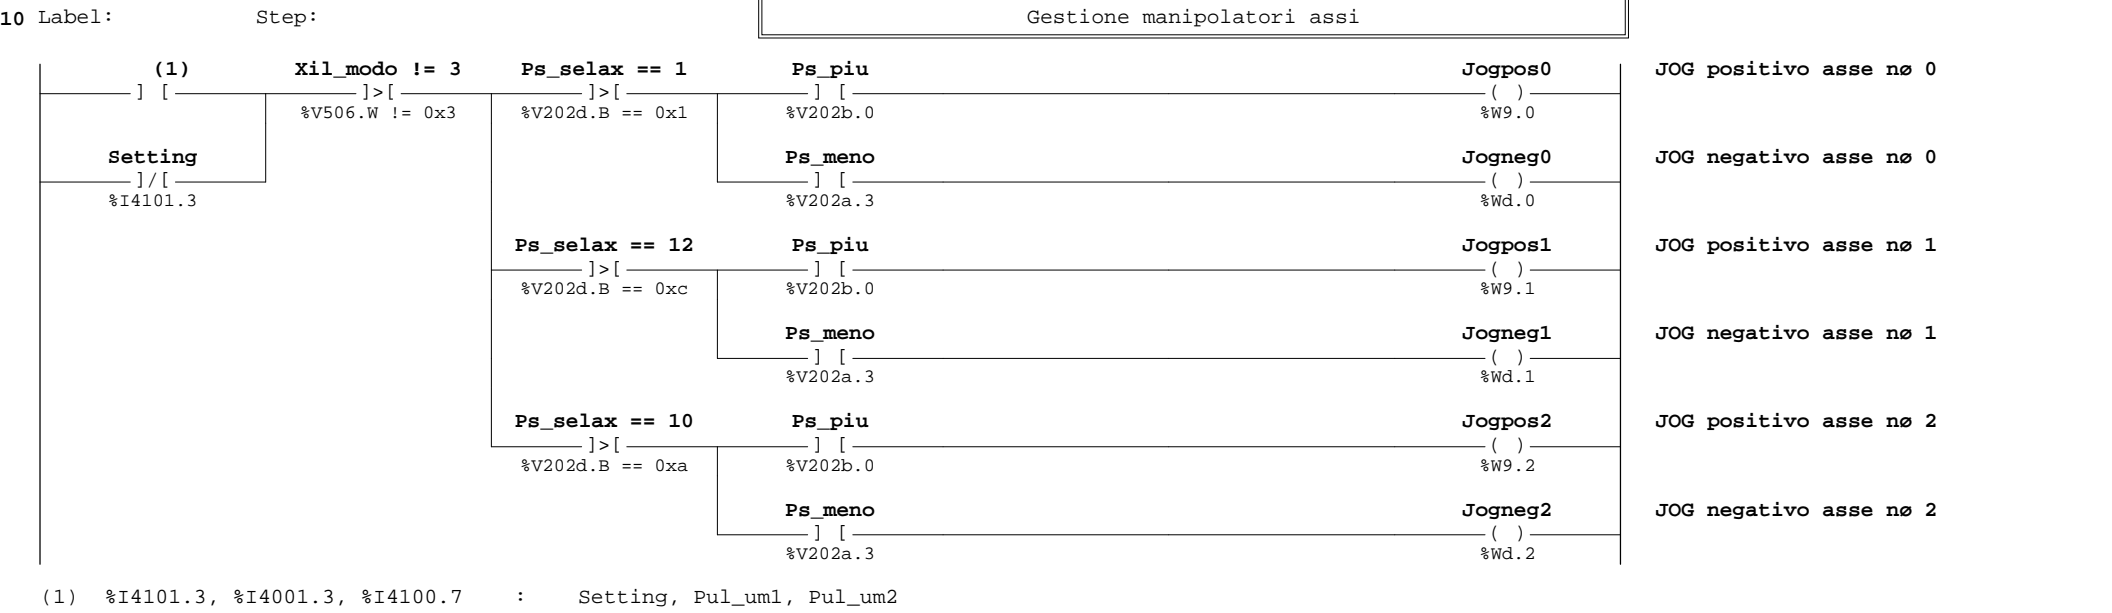 10 Label: Step: Gestione manipolatori assi
(1) Xil_modo != 3 Ps_selax == 1 Ps_piu Jogpos0 JOG positivo asse nø 0
] [ ]>[ ]>[ ] [ ( )
%V506.W != 0x3 %V202d.B == 0x1 %V202b.0 %W9.0
Setting Ps_meno Jogneg0 JOG negativo asse nø 0
]/[ ] [ ( )
%I4101.3 %V202a.3 %Wd.0
Ps_selax == 12 Ps_piu Jogpos1 JOG positivo asse nø 1
]>[ ] [ ( )
%V202d.B == 0xc %V202b.0 %W9.1
Ps_meno Jogneg1 JOG negativo asse nø 1
] [ ( )
%V202a.3 %Wd.1
Ps_selax == 10 Ps_piu Jogpos2 JOG positivo asse nø 2
]>[ ] [ ( )
%V202d.B == 0xa %V202b.0 %W9.2
Ps_meno Jogneg2 JOG negativo asse nø 2
] [ ( )
%V202a.3 %Wd.2
(1) %I4101.3, %I4001.3, %I4100.7 : Setting, Pul_um1, Pul_um2